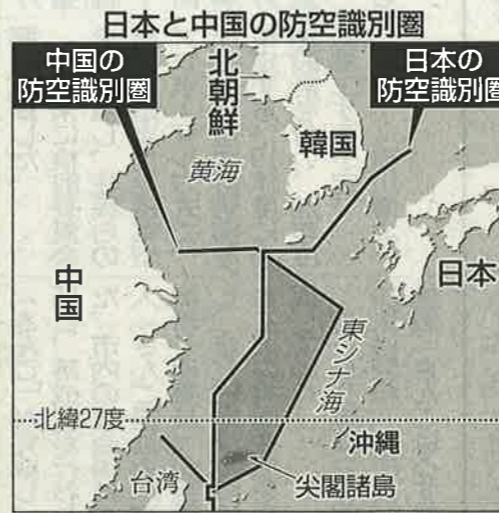 日本と中国の防空識別圏
中国の
防空識別圏
北朝鮮
日本の
防空識別圏
韓国
黄海
中国
日本
東シナ海
北緯27度
沖縄
台湾
尖閣諸島